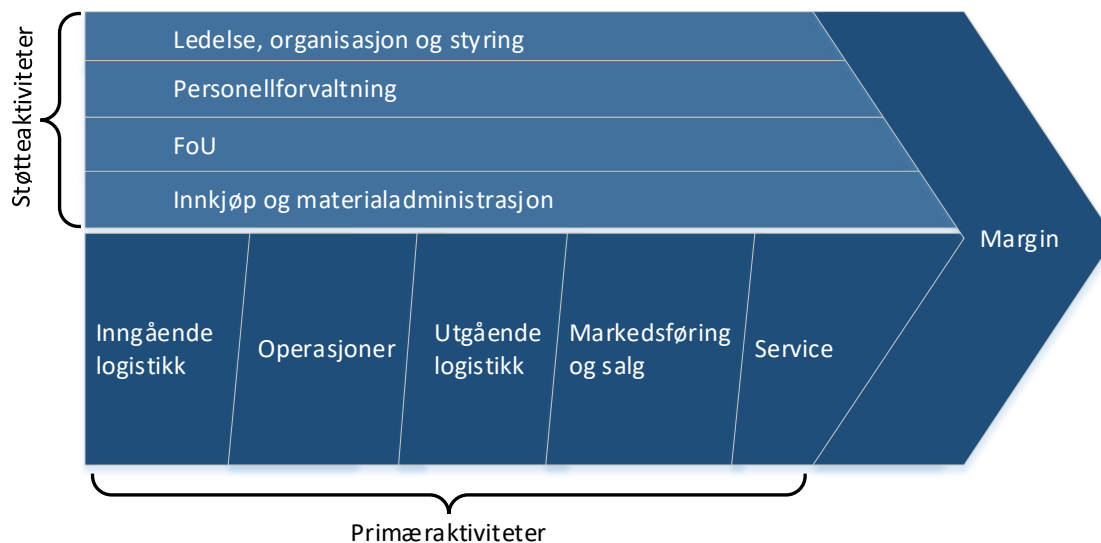 Støtteaktiviteter
Ledelse, organisasjon og styring
Personellforvaltning
FoU
Innkjøp og materialadministrasjon
Margin
Inngående
logistikk
Operasjoner
Utgående
logistikk
Markedsføring
og salg
Service
Primæraktiviteter